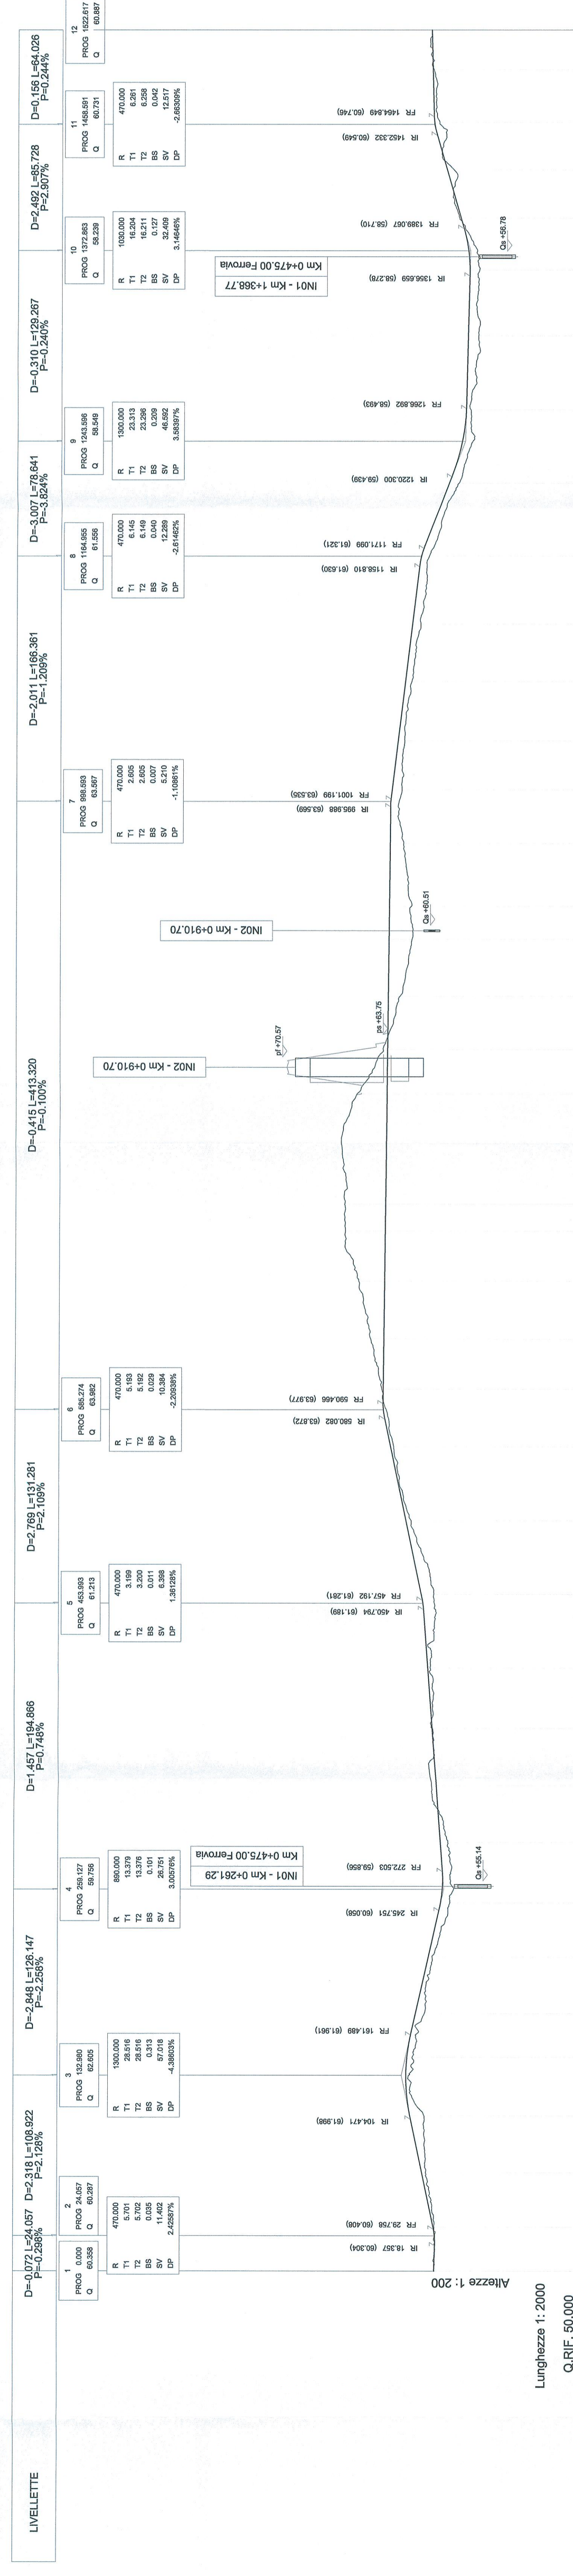 LIVELLETTE
D=-0.072 L=24.057
P=-0.298%
D=2.318 L=108.922
P=2.128%
D=-2.848 L=126.147
P=-2.258%
D=1.457 L=194.866
P=0.748%
D=2.769 L=131.281
P=2.109%
D=-0.415 L=413.320
P=-0.100%
D=-2.011 L=166.361
P=-1.209%
D=-3.007 L=78.641
P=-3.824%
D=-0.310 L=129.267
P=-0.240%
D=2.492 L=85.728
P=2.907%
D=0.156 L=64.026
P=0.244%
1
PROG 0.000
Q 60.358
2
PROG 24.057
Q 60.287
R 470.000
T1 5.701
T2 5.702
BS 0.035
SV 11.402
DP 2.42587%
3
PROG 132.980
Q 62.605
R 1300.000
T1 28.516
T2 28.516
BS 0.313
SV 57.018
DP -4.38603%
4
PROG 259.127
Q 59.756
R 890.000
T1 13.379
T2 13.376
BS 0.101
SV 26.751
DP 3.00576%
5
PROG 453.993
Q 61.213
R 470.000
T1 3.199
T2 3.200
BS 0.011
SV 6.398
DP 1.36128%
6
PROG 585.274
Q 63.982
R 470.000
T1 5.193
T2 5.192
BS 0.029
SV 10.384
DP -2.20938%
7
PROG 998.593
Q 63.567
R 470.000
T1 2.605
T2 2.605
BS 0.007
SV 5.210
DP -1.10861%
8
PROG 1164.955
Q 61.556
R 470.000
T1 6.145
T2 6.149
BS 0.040
SV 12.289
DP -2.61462%
9
PROG 1243.596
Q 58.549
R 1300.000
T1 23.313
T2 23.296
BS 0.209
SV 46.592
DP 3.58397%
10
PROG 1372.863
Q 58.239
R 1030.000
T1 16.204
T2 16.211
BS 0.127
SV 32.409
DP 3.14646%
11
PROG 1458.591
Q 60.731
R 470.000
T1 6.261
T2 6.258
BS 0.042
SV 12.517
DP -2.66309%
12
PROG 1522.617
Q 60.887
IN01 - Km 0+261.29
Km 0+475.00 Ferrovia
IN02 - Km 0+910.70
IN02 - Km 0+910.70
IN01 - Km 1+368.77
Km 0+475.00 Ferrovia
IR 18.357 (60.304)
FR 29.758 (60.408)
IR 104.471 (61.998)
FR 161.489 (61.961)
IR 245.751 (60.058)
FR 272.503 (59.856)
IR 450.794 (61.189)
FR 457.192 (61.281)
IR 580.082 (63.872)
FR 590.466 (63.977)
IR 995.988 (63.569)
FR 1001.199 (63.535)
IR 1158.810 (61.630)
FR 1171.099 (61.321)
IR 1220.300 (59.439)
FR 1266.892 (58.493)
IR 1356.659 (58.278)
FR 1389.067 (58.710)
IR 1452.332 (60.549)
FR 1464.849 (60.746)
Qs +55.14
pf +70.57
ps +63.75
Qs +60.51
Qs +56.78
Altezze 1: 200
Lunghezze 1: 2000
Q.RIF. 50.000